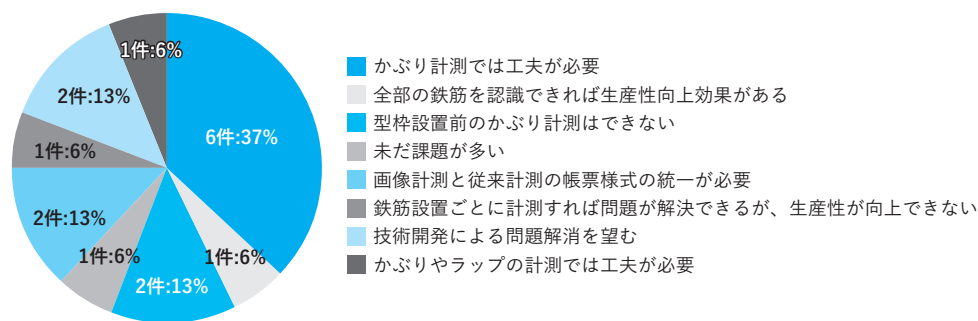 1件:6%
6件:37%
2件:13%
1件:6%
2件:13%
1件:6%
1件:6%
2件:13%
かぶり計測では工夫が必要
全部の鉄筋を認識できれば生産性向上効果がある
型枠設置前のかぶり計測はできない
未だ課題が多い
画像計測と従来計測の帳票様式の統一が必要
鉄筋設置ごとに計測すれば問題が解決できるが、生産性が向上できない
技術開発による問題解消を望む
かぶりやラップの計測では工夫が必要